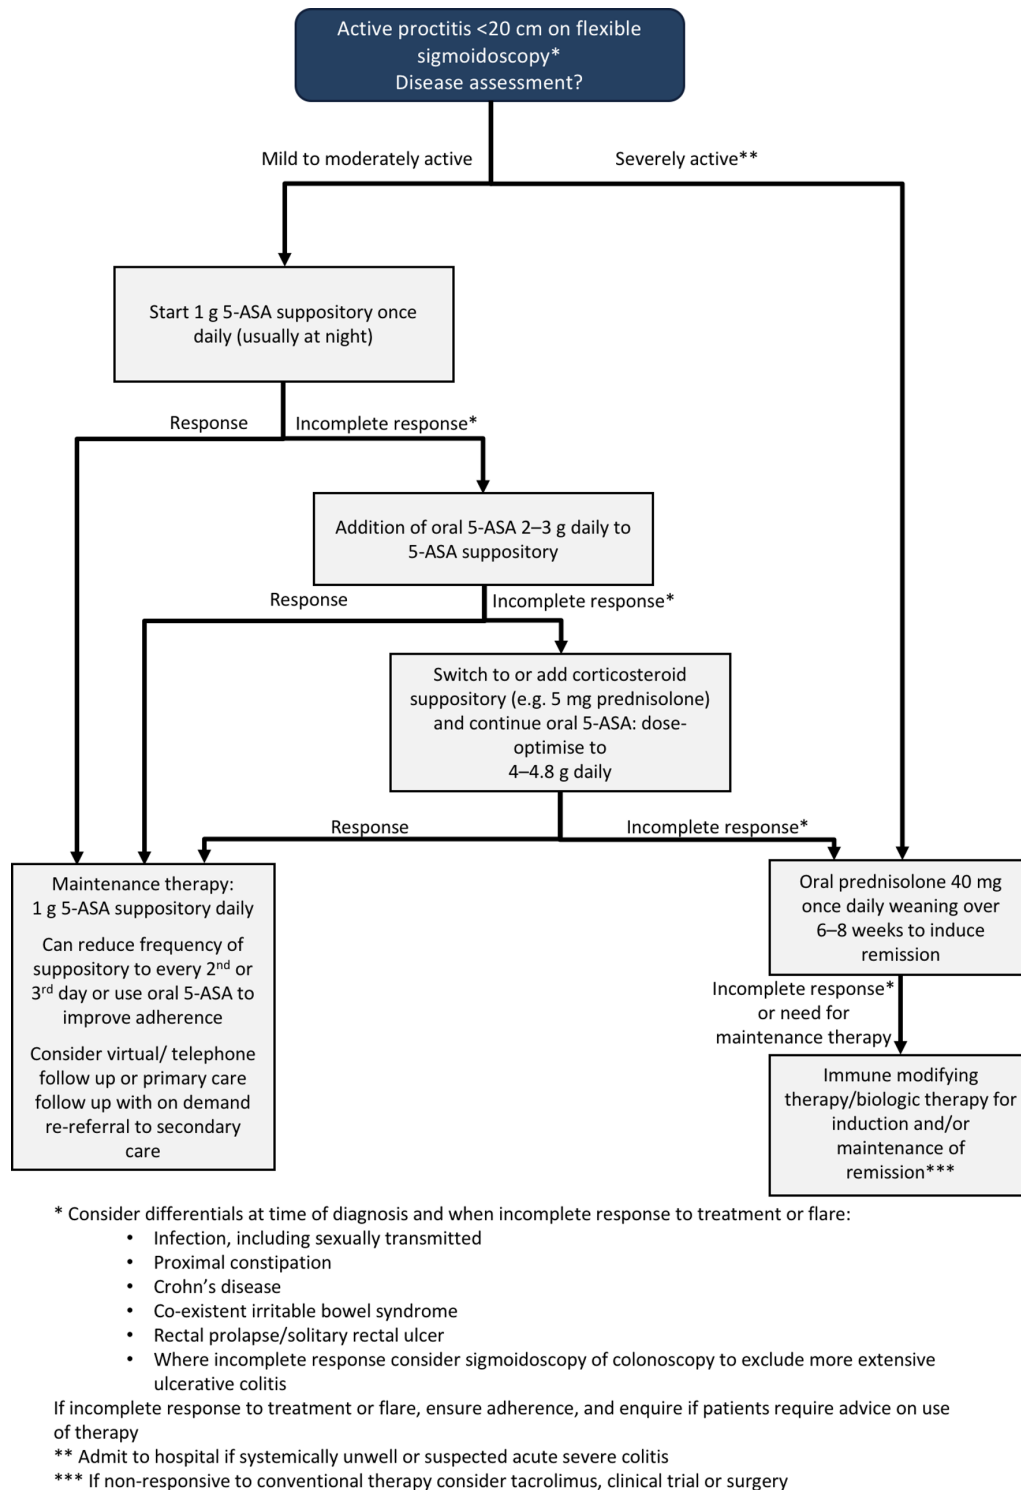 Active proctitis <20 cm on flexible
sigmoidoscopy*
Disease assessment?
Mild to moderately active
Severely active**
Start 1 g 5-ASA suppository once
daily (usually at night)
Response
Incomplete response*
Addition of oral 5-ASA 2–3 g daily to
5-ASA suppository
Response
Incomplete response*
Switch to or add corticosteroid
suppository (e.g. 5 mg prednisolone)
and continue oral 5-ASA: dose-
optimise to
4–4.8 g daily
Response
Incomplete response*
Maintenance therapy:
1 g 5-ASA suppository daily
Can reduce frequency of
suppository to every 2nd or
3rd day or use oral 5-ASA to
improve adherence
Consider virtual/ telephone
follow up or primary care
follow up with on demand
re-referral to secondary
care
Oral prednisolone 40 mg
once daily weaning over
6–8 weeks to induce
remission
Incomplete response*
or need for
maintenance therapy
Immune modifying
therapy/biologic therapy for
induction and/or
maintenance of
remission***
* Consider differentials at time of diagnosis and when incomplete response to treatment or flare:
• Infection, including sexually transmitted
• Proximal constipation
• Crohn’s disease
• Co-existent irritable bowel syndrome
• Rectal prolapse/solitary rectal ulcer
• Where incomplete response consider sigmoidoscopy of colonoscopy to exclude more extensive
ulcerative colitis
If incomplete response to treatment or flare, ensure adherence, and enquire if patients require advice on use
of therapy
** Admit to hospital if systemically unwell or suspected acute severe colitis
*** If non-responsive to conventional therapy consider tacrolimus, clinical trial or surgery